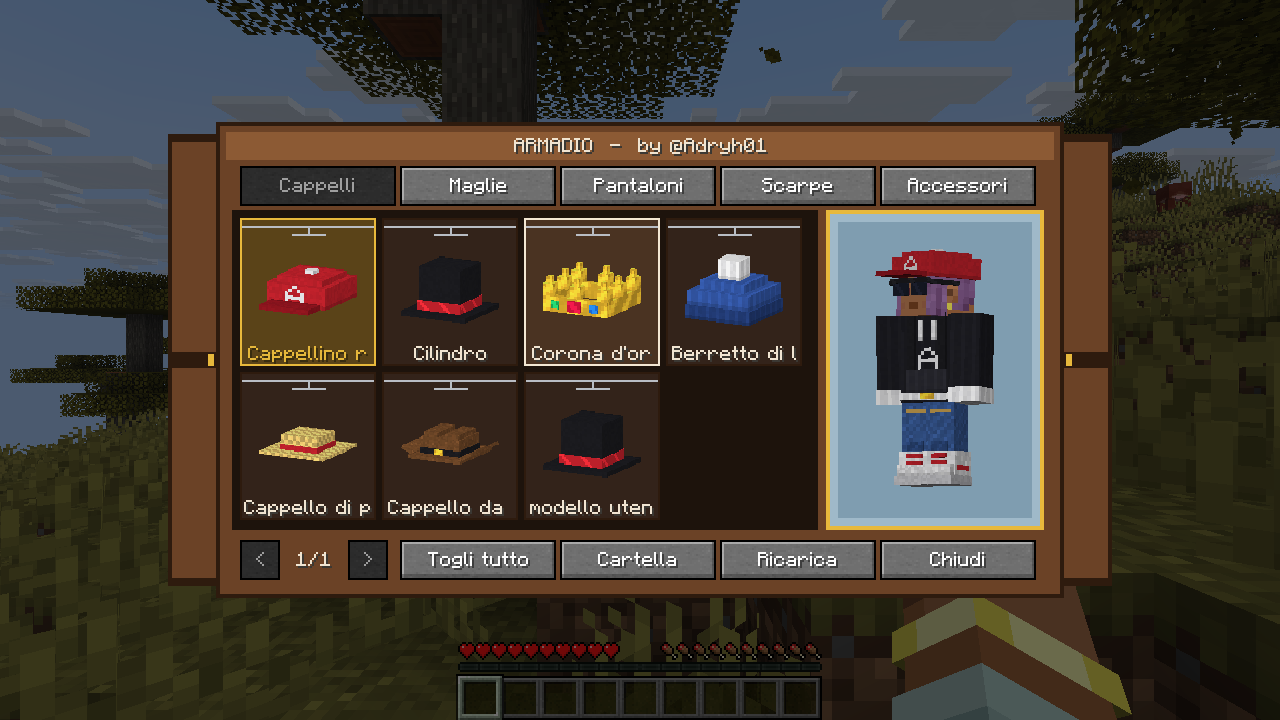 ARMADIO - by @Adryh01
Cappelli Maglie Pantaloni Scarpe Accessori
Cappellino r Cilindro Corona d'or Berretto di l
Cappello di p Cappello da modello uten
< 1/1 > Togli tutto Cartella Ricarica Chiudi